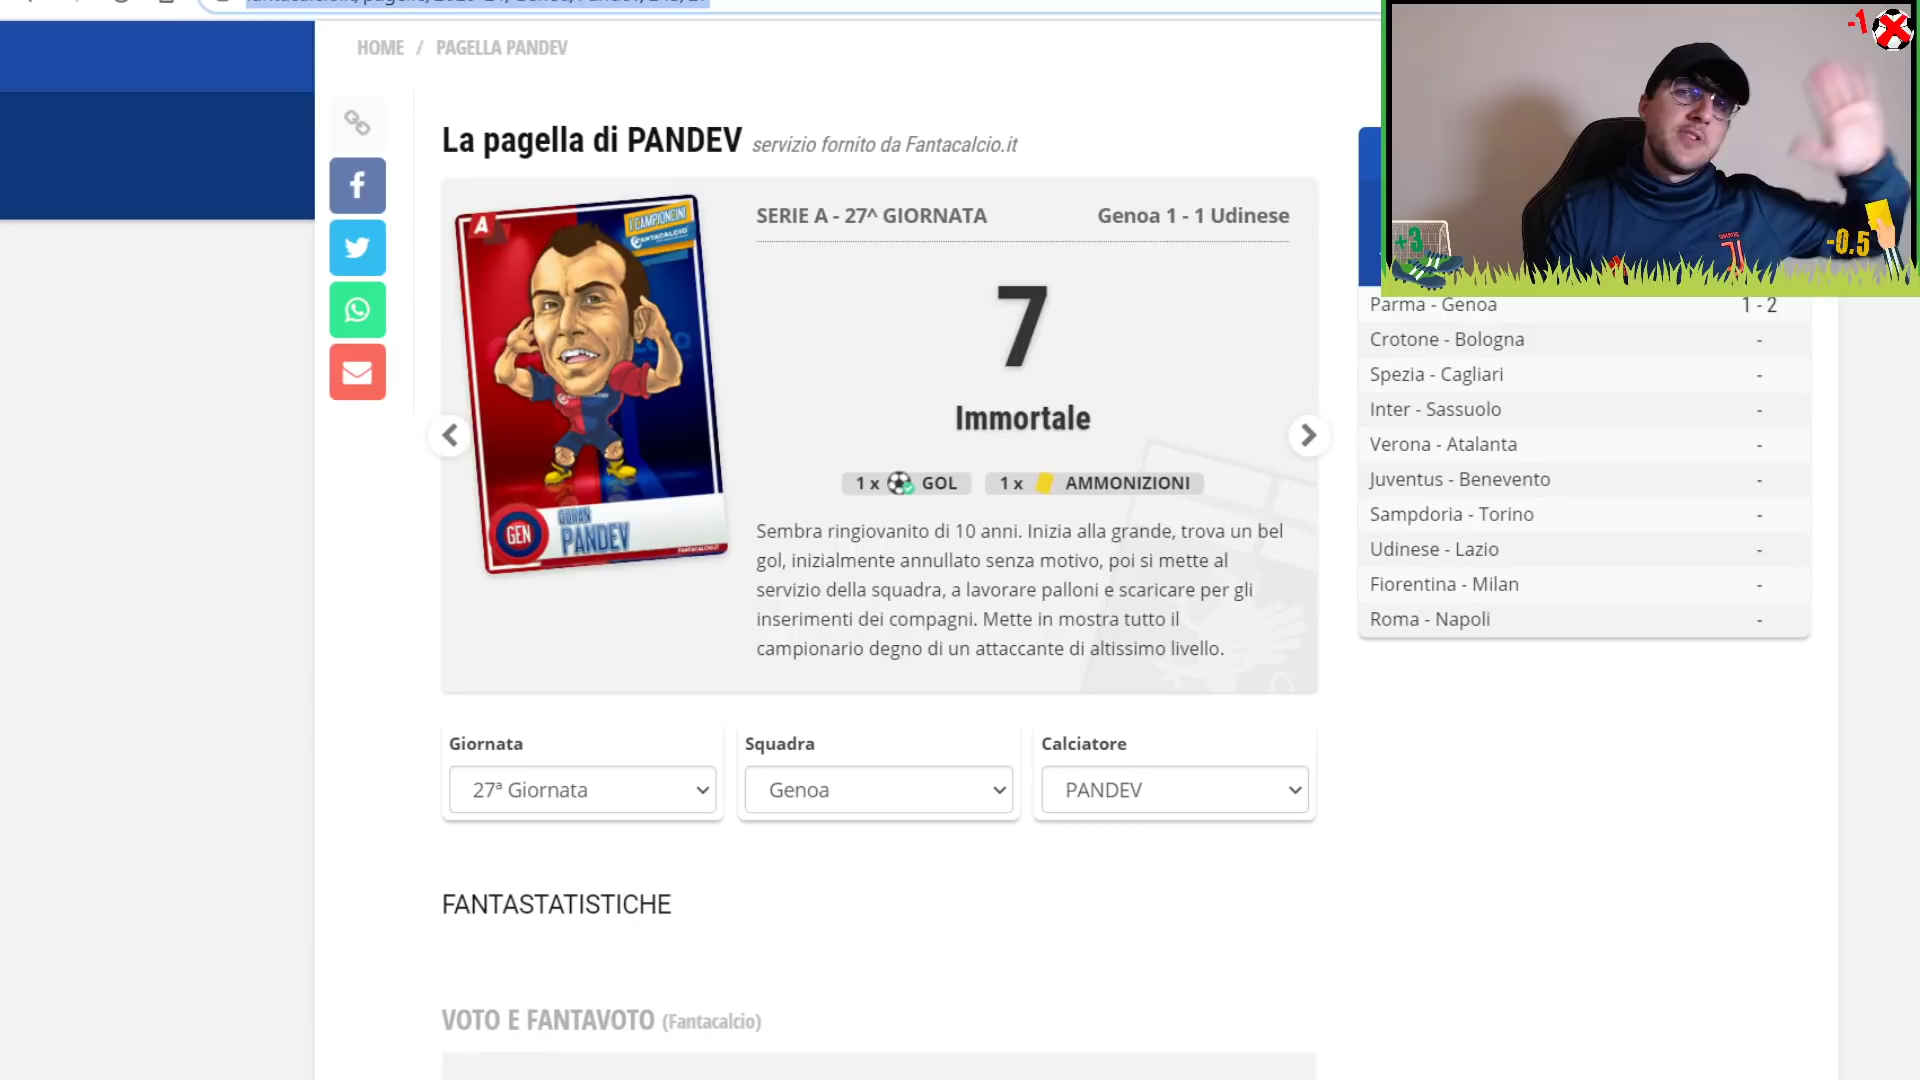 HOME / PAGELLA PANDEV
La pagella di PANDEV servizio fornito da Fantacalcio.it
A
I CAMPIONCINI
FANTACALCIO
GEN
GORAN
PANDEV
FANTACALCIO.IT
SERIE A - 27^ GIORNATA
Genoa 1 - 1 Udinese
7
Immortale
1 x GOL
1 x AMMONIZIONI
Sembra ringiovanito di 10 anni. Inizia alla grande, trova un bel
gol, inizialmente annullato senza motivo, poi si mette al
servizio della squadra, a lavorare palloni e scaricare per gli
inserimenti dei compagni. Mette in mostra tutto il
campionario degno di un attaccante di altissimo livello.
Giornata
27ª Giornata
Squadra
Genoa
Calciatore
PANDEV
FANTASTATISTICHE
VOTO E FANTAVOTO (Fantacalcio)
-1
+3
-0.5
Parma - Genoa 1 - 2
Crotone - Bologna -
Spezia - Cagliari -
Inter - Sassuolo -
Verona - Atalanta -
Juventus - Benevento -
Sampdoria - Torino -
Udinese - Lazio -
Fiorentina - Milan -
Roma - Napoli -